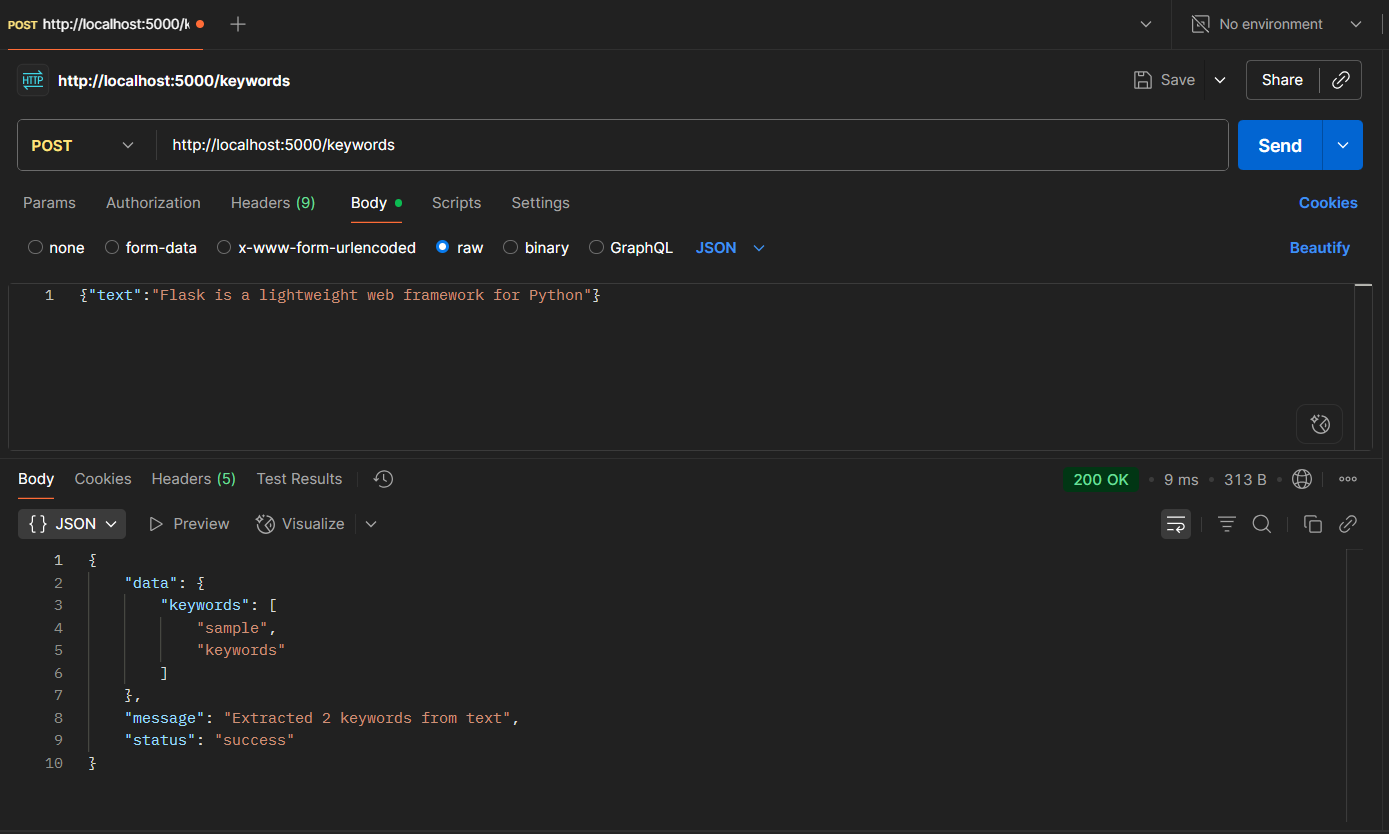 POST http://localhost:5000/k
No environment
HTTP http://localhost:5000/keywords
Save
Share
POST http://localhost:5000/keywords
Send
Params Authorization Headers (9) Body Scripts Settings Cookies
none form-data x-www-form-urlencoded raw binary GraphQL JSON Beautify
1 {"text":"Flask is a lightweight web framework for Python"}
Body Cookies Headers (5) Test Results 200 OK • 9 ms • 313 B
{} JSON Preview Visualize
1 {
2 "data": {
3 "keywords": [
4 "sample",
5 "keywords"
6 ]
7 },
8 "message": "Extracted 2 keywords from text",
9 "status": "success"
10 }